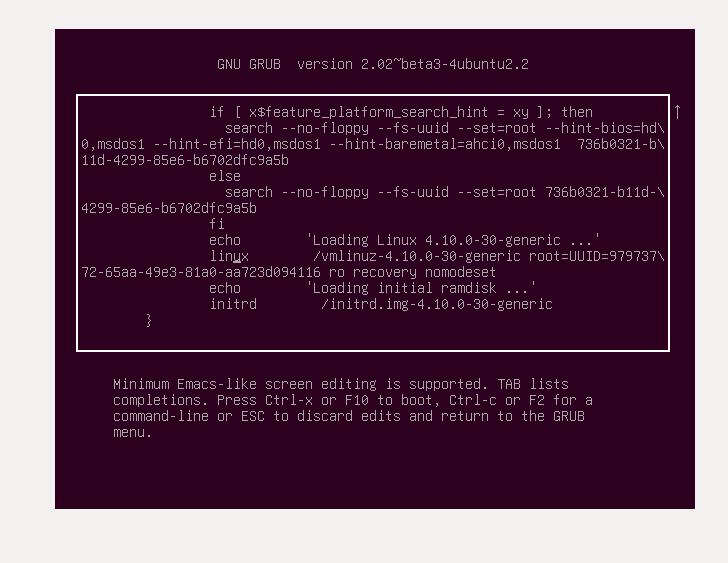 GNU GRUB  version 2.02~beta3-4ubuntu2.2
if [ x$feature_platform_search_hint = xy ]; then
search --no-floppy --fs-uuid --set=root --hint-bios=hd\
0,msdos1 --hint-efi=hd0,msdos1 --hint-baremetal=ahci0,msdos1  736b0321-b\
11d-4299-85e6-b6702dfc9a5b
else
search --no-floppy --fs-uuid --set=root 736b0321-b11d-\
4299-85e6-b6702dfc9a5b
fi
echo        'Loading Linux 4.10.0-30-generic ...'
linux        /vmlinuz-4.10.0-30-generic root=UUID=979737\
72-65aa-49e3-81a0-aa723d094116 ro recovery nomodeset
echo        'Loading initial ramdisk ...'
initrd        /initrd.img-4.10.0-30-generic
}
Minimum Emacs-like screen editing is supported. TAB lists
completions. Press Ctrl-x or F10 to boot, Ctrl-c or F2 for a
command-line or ESC to discard edits and return to the GRUB
menu.